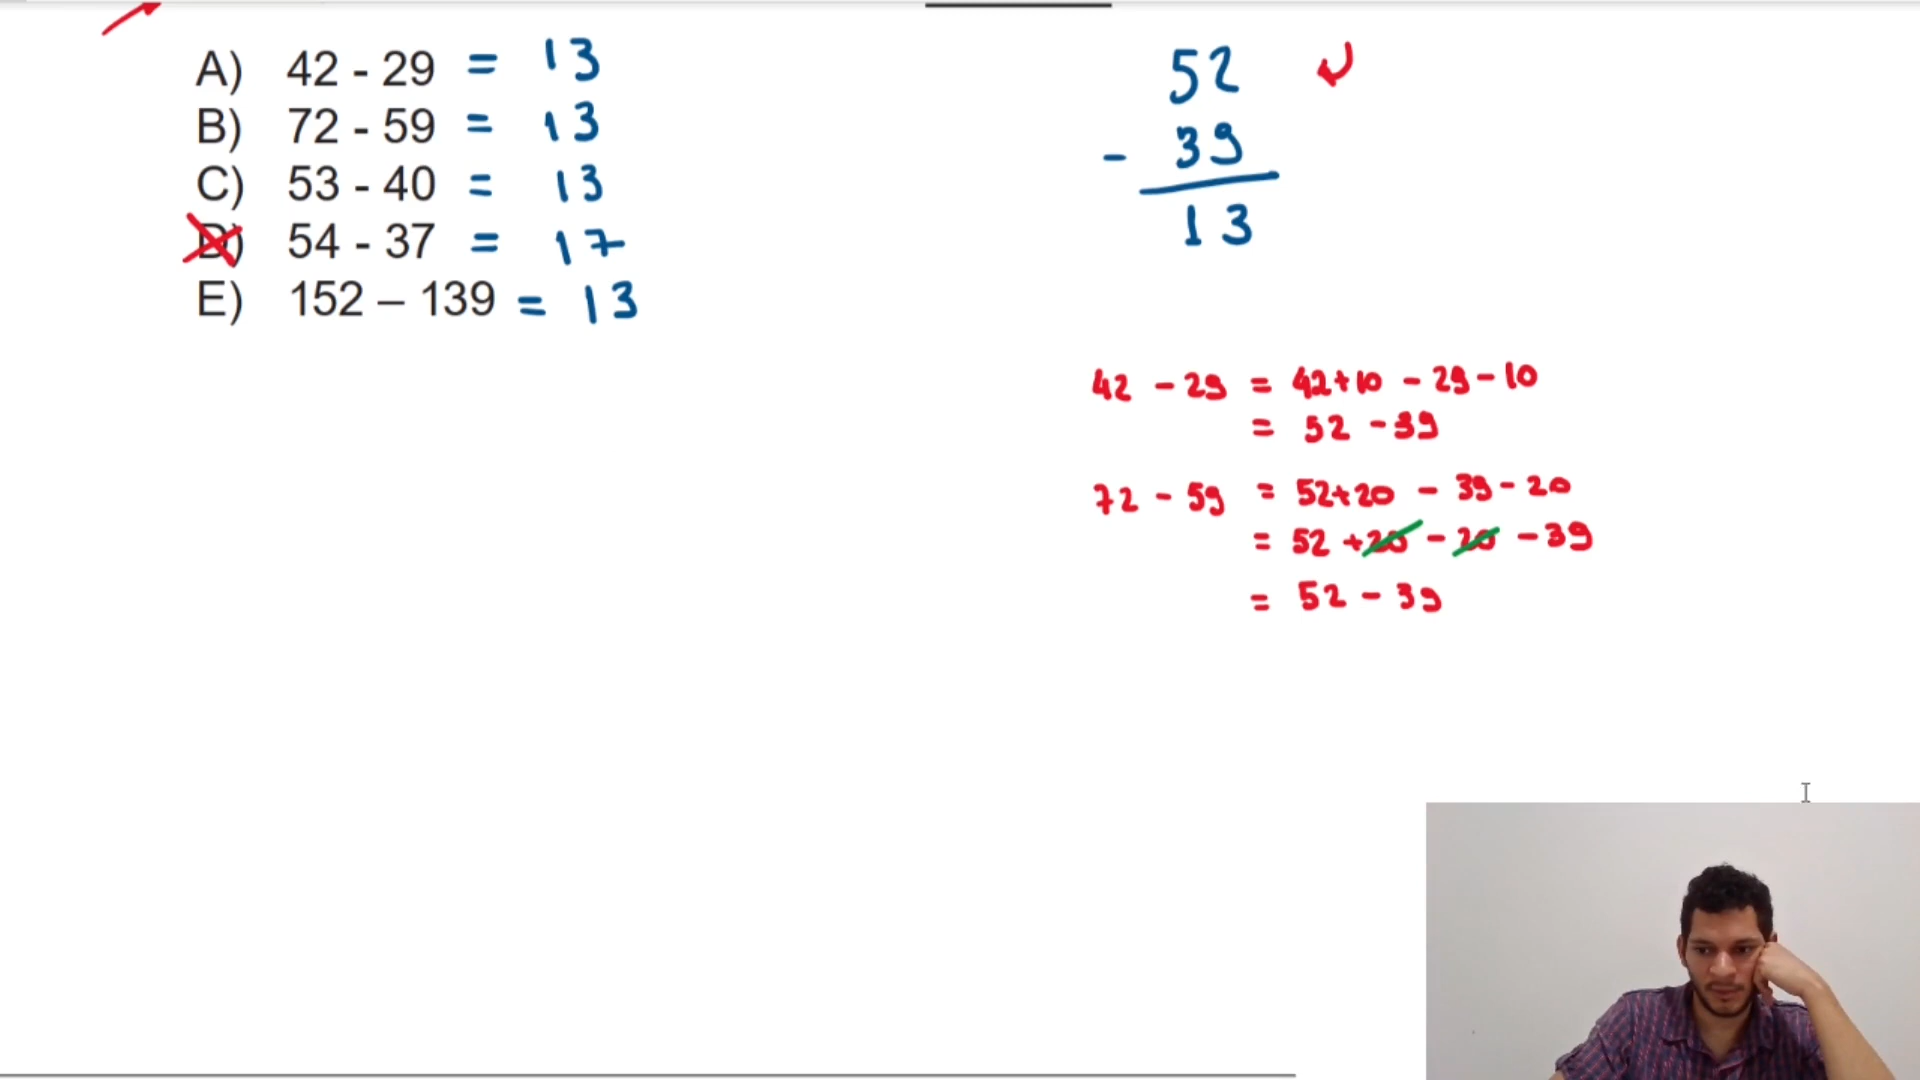 A) 42 - 29 = 13
B) 72 - 59 = 13
C) 53 - 40 = 13
D) 54 - 37 = 17
E) 152 – 139 = 13
52
- 39
13
42 - 29 = 42+10 - 29 - 10
= 52 - 39
72 - 59 = 52+20 - 39 - 20
= 52 +20 - 20 - 39
= 52 - 39